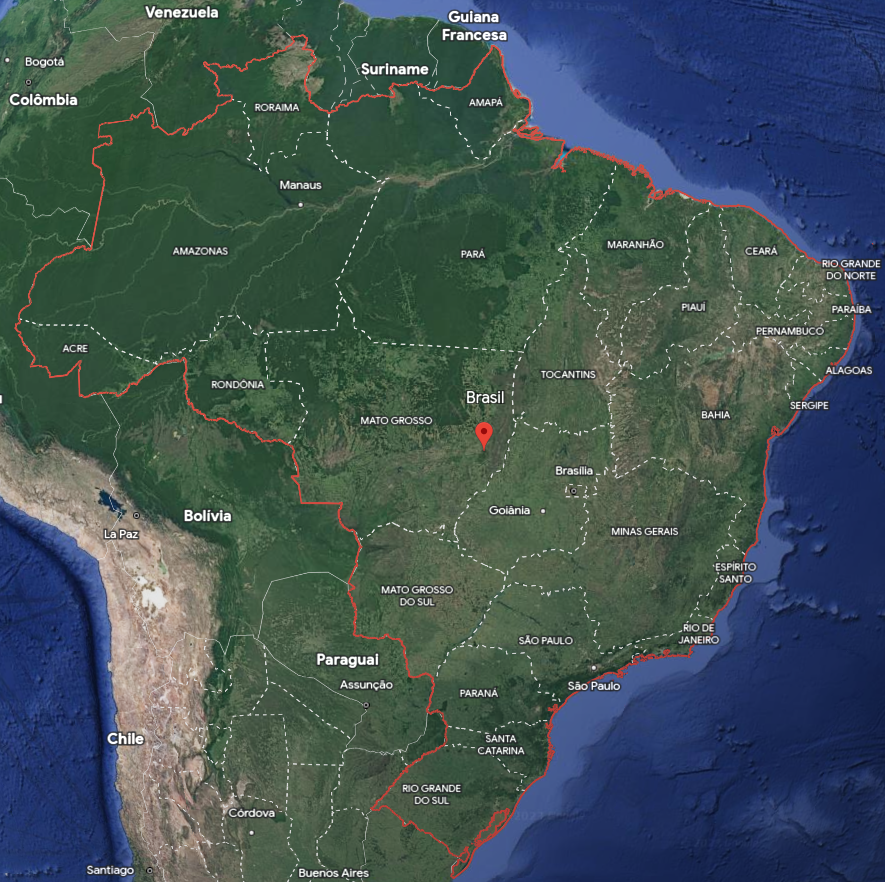 Venezuela
Guiana
Francesa
Bogotá
Suriname
Colômbia
RORAIMA
AMAPÁ
Manaus
AMAZONAS
PARÁ
MARANHÃO
CEARÁ
RIO GRANDE
DO NORTE
PIAUÍ
PARAÍBA
PERNAMBUCO
ACRE
RONDÔNIA
TOCANTINS
ALAGOAS
Brasil
SERGIPE
MATO GROSSO
BAHIA
Brasília
Goiânia
Bolívia
La Paz
MINAS GERAIS
ESPÍRITO
SANTO
MATO GROSSO
DO SUL
RIO DE
JANEIRO
SÃO PAULO
Paraguai
Assunção
São Paulo
PARANÁ
Chile
SANTA
CATARINA
RIO GRANDE
DO SUL
Córdova
Santiago
Buenos Aires